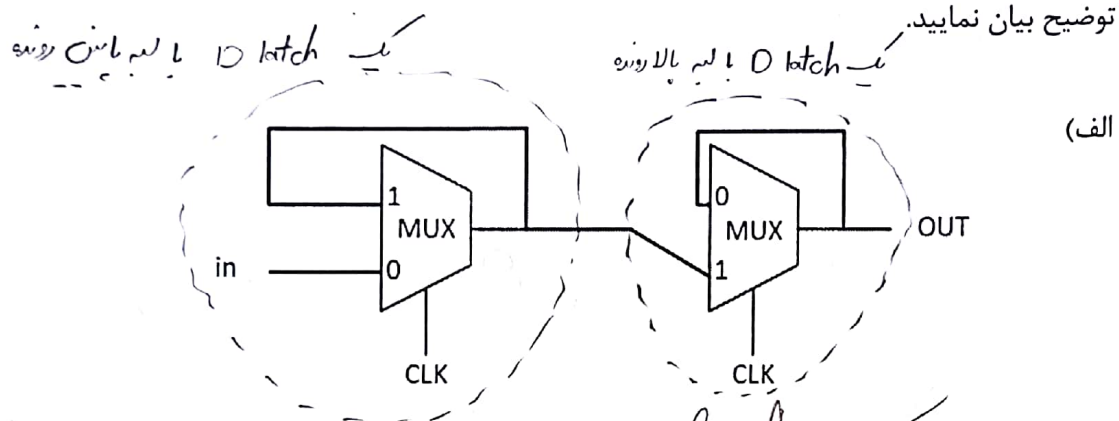 توضیح بیان نمایید.
یک D latch با لبه بالا رونده
یک D latch با لبه پایین رونده
الف)
1
MUX
0
in
CLK
0
MUX
1
OUT
CLK